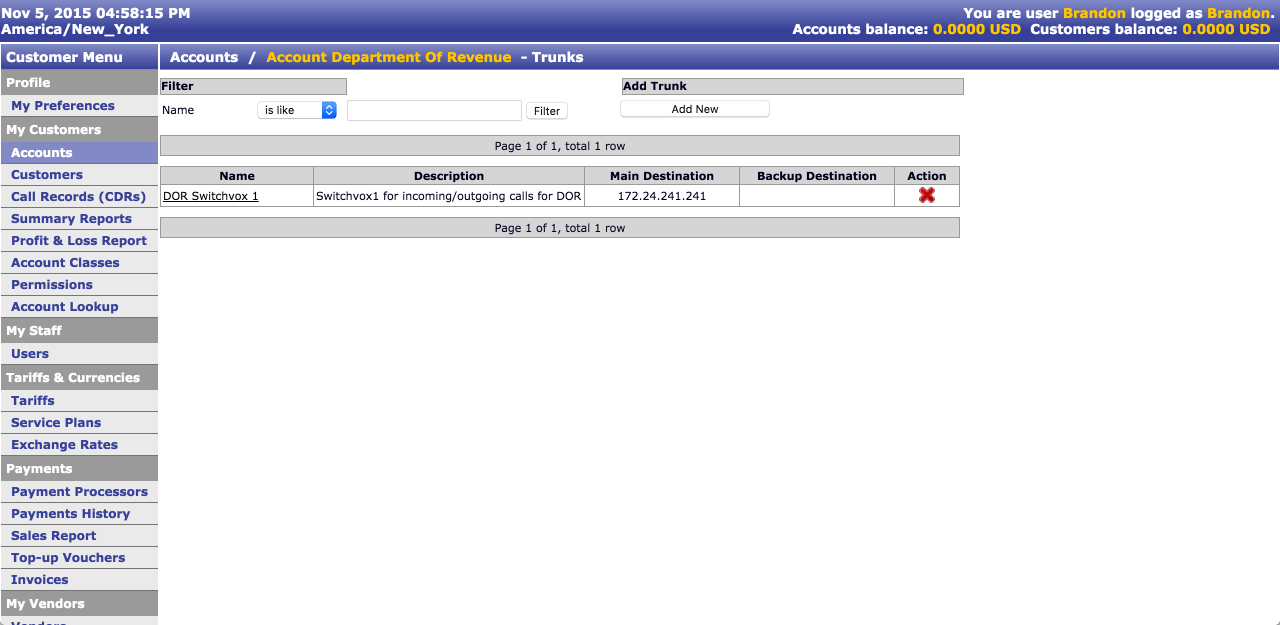 Nov 5, 2015 04:58:15 PM
America/New_York
You are user Brandon logged as Brandon.
Accounts balance: 0.0000 USD Customers balance: 0.0000 USD
Customer Menu
Profile
My Preferences
My Customers
Accounts
Customers
Call Records (CDRs)
Summary Reports
Profit & Loss Report
Account Classes
Permissions
Account Lookup
My Staff
Users
Tariffs & Currencies
Tariffs
Service Plans
Exchange Rates
Payments
Payment Processors
Payments History
Sales Report
Top-up Vouchers
Invoices
My Vendors
Vendors
Accounts / Account Department Of Revenue - Trunks
Filter
Name is like Filter
Add Trunk
Add New
Page 1 of 1, total 1 row
Name Description Main Destination Backup Destination Action
DOR Switchvox 1 Switchvox1 for incoming/outgoing calls for DOR 172.24.241.241
Page 1 of 1, total 1 row